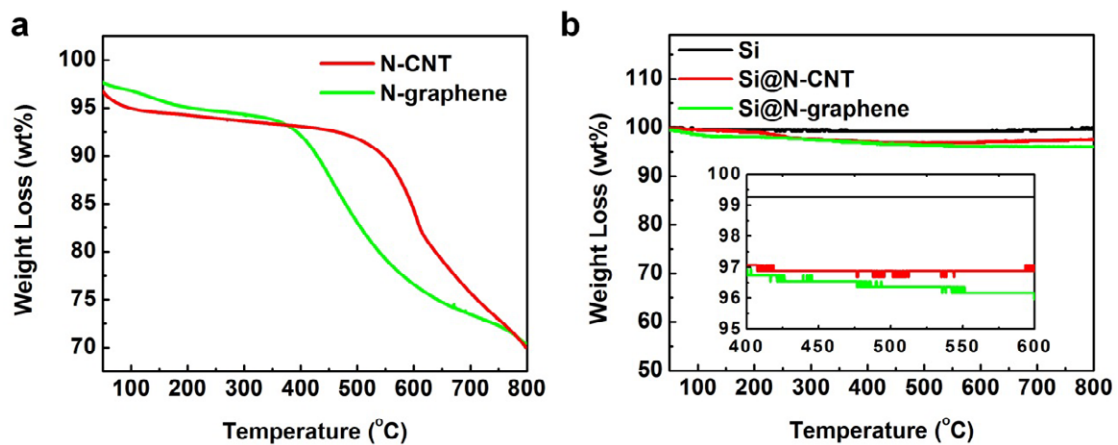 a
N-CNT
N-graphene
100
95
90
85
80
75
70
Weight Loss (wt%)
100 200 300 400 500 600 700 800
Temperature (°C)
b
Si
Si@N-CNT
Si@N-graphene
110
100
90
80
70
60
50
Weight Loss (wt%)
100
99
98
97
96
95
400 450 500 550 600
100 200 300 400 500 600 700 800
Temperature (°C)